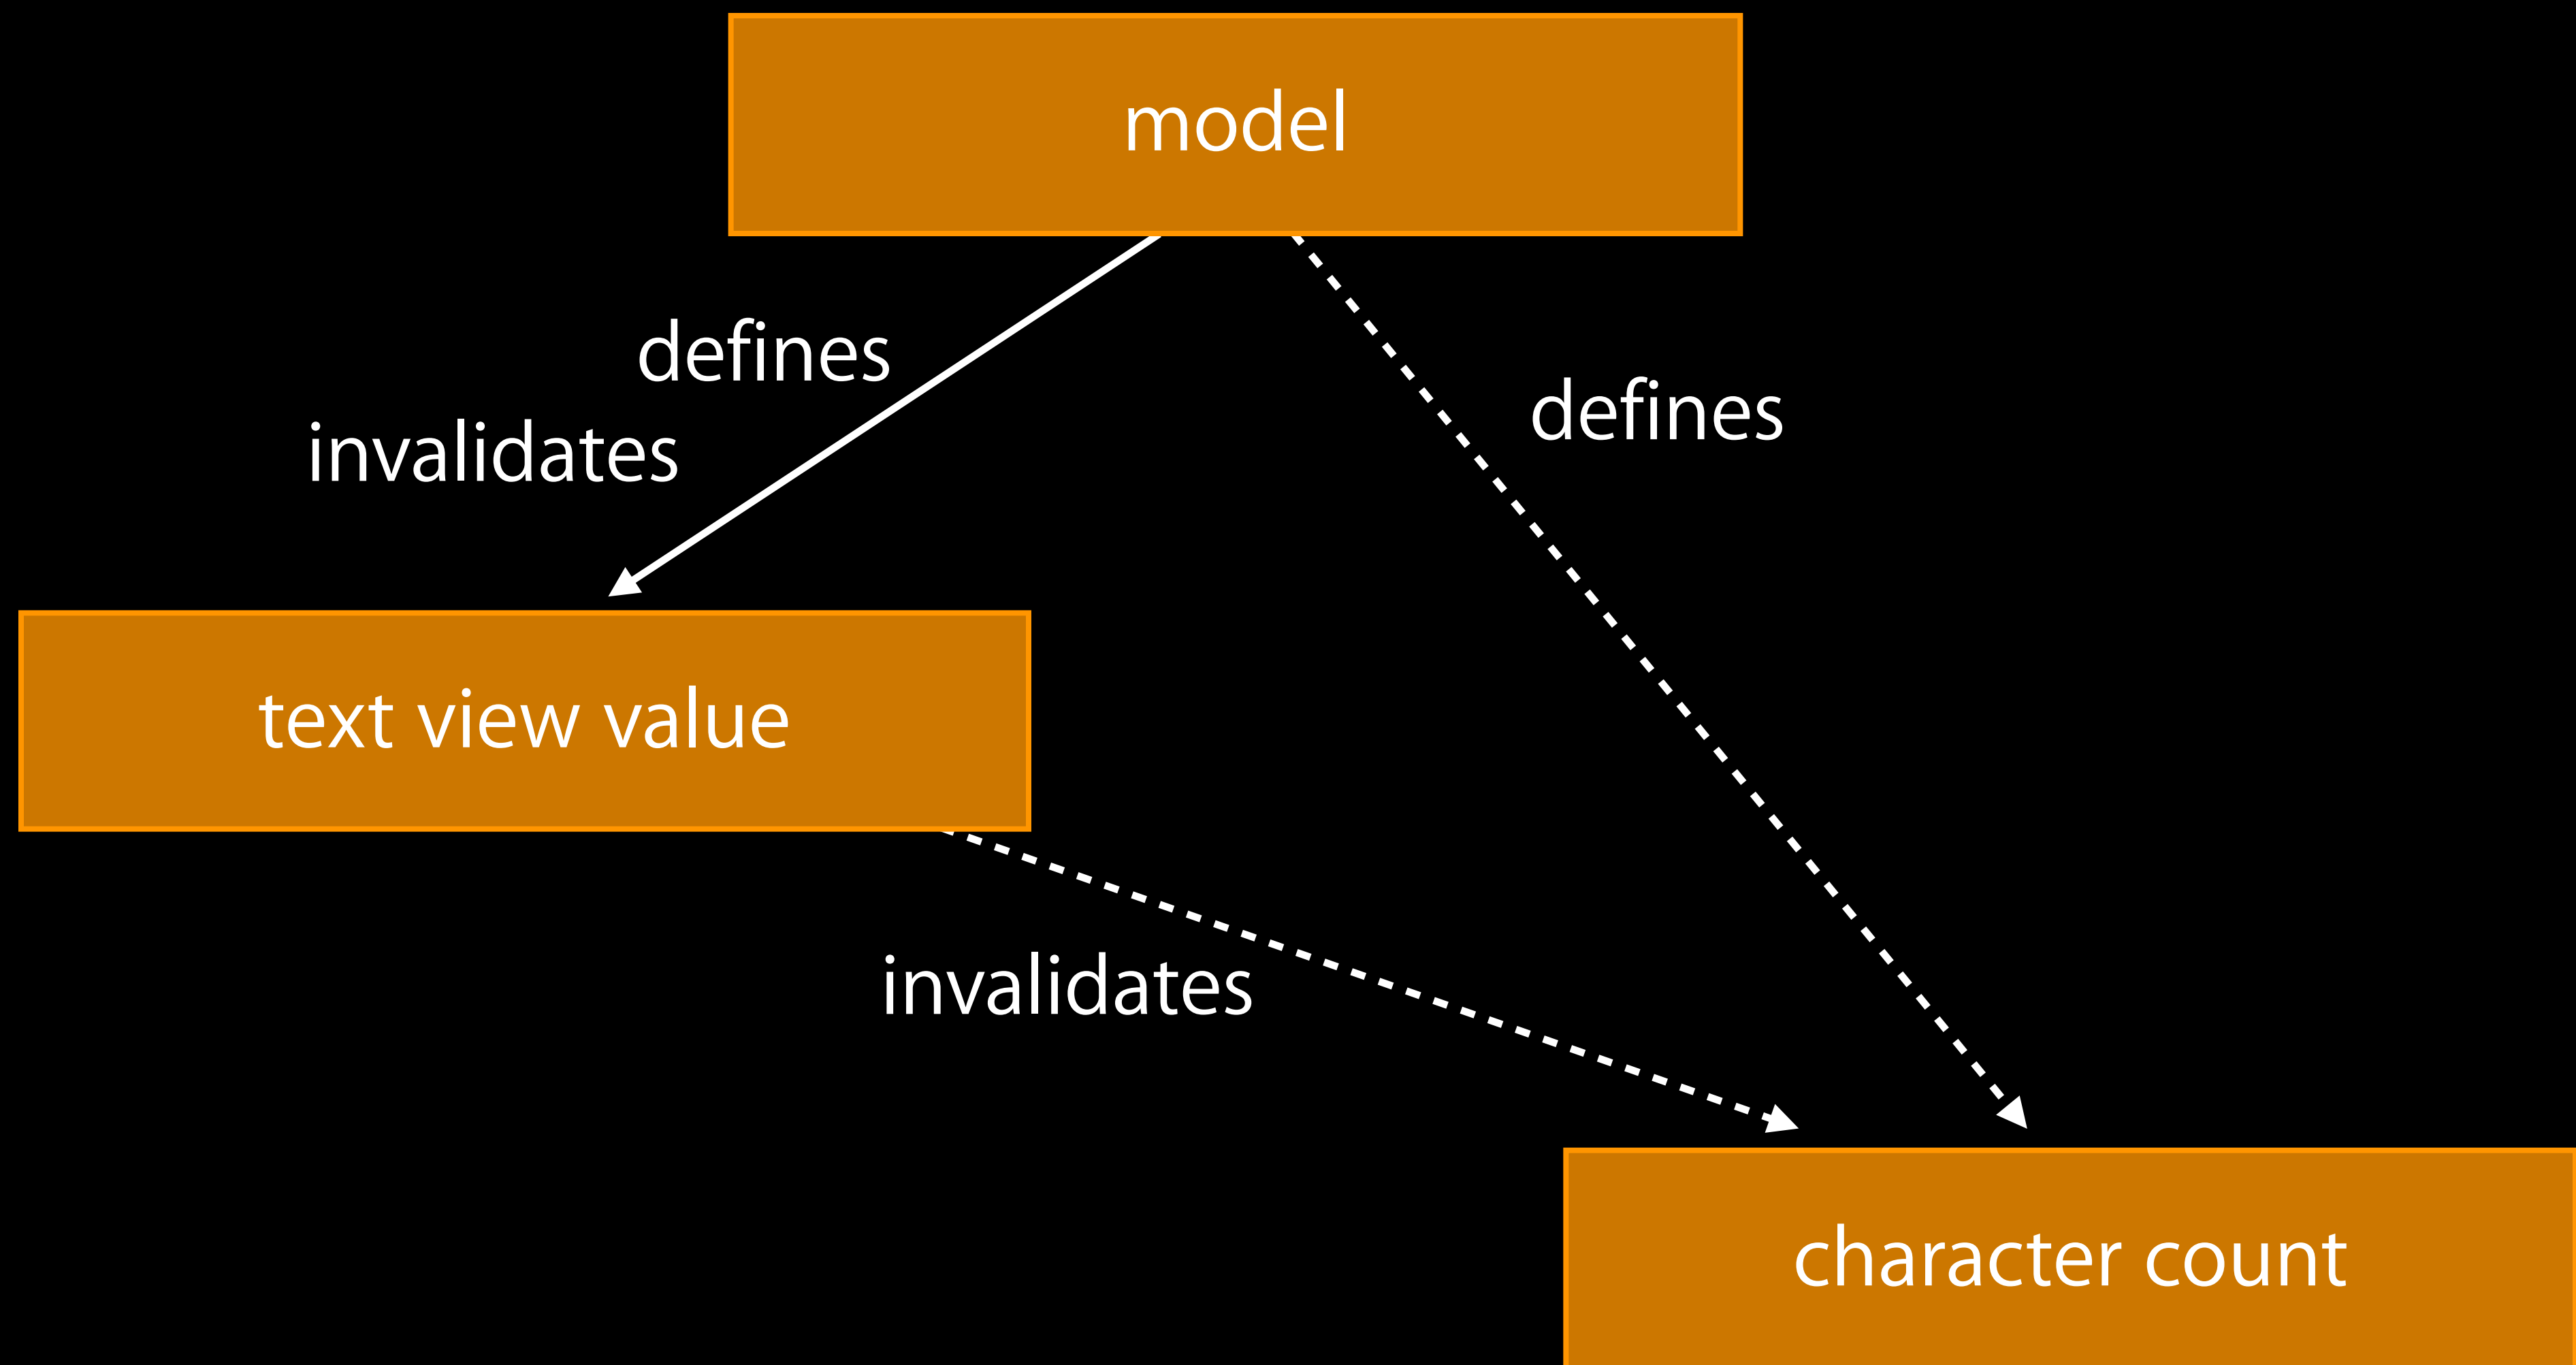 model
defines
invalidates
defines
text view value
invalidates
character count